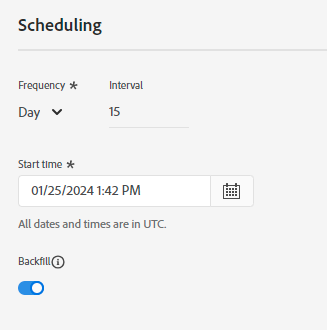 Scheduling
Frequency * Interval
Day 15
Start time *
01/25/2024 1:42 PM
All dates and times are in UTC.
Backfill